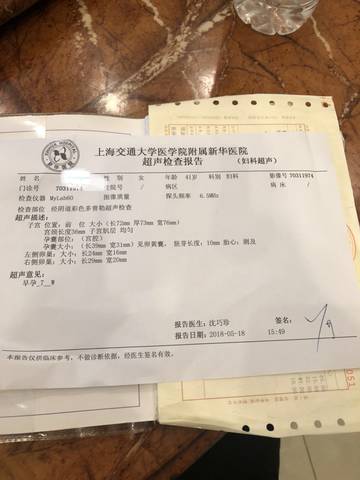 上海交通大学医学院附属新华医院
超声检查报告 (妇科超声)
姓 性别 女 年龄 41岁 科别 妇科 影像号 70311974
门诊号 70311974 住院号 / 病区 病床 /
检查仪器 MyLab60 图像质量 探头频率 6.5MHz
检查部位 经阴道彩色多普勒超声检查
超声描述:
子宫 位置: 前 位 大小 (长72mm 厚73mm 宽76mm)
宫颈长度36mm 子宫肌层 均匀
孕囊部位: (宫腔)
孕囊大小: (长39mm 宽31mm) 见卵黄囊, 胚芽长度: 10mm 胎心: 测及
左侧卵巢: 大小(长24mm 宽16mm)
右侧卵巢: 大小(长29mm 宽20mm)
超声意见:
早孕_7__W
报告医生: 沈巧珍 签名:
报告日期: 2018-05-18 15:49
本报告仅供临床参考, 不做诊断依据, 经医生签名有效。